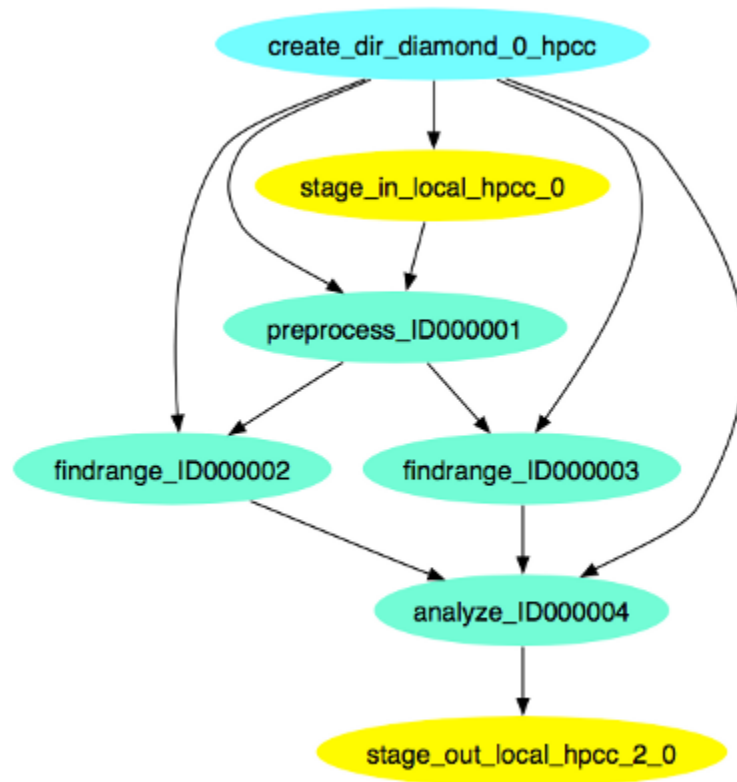 create_dir_diamond_0_hpcc
stage_in_local_hpcc_0
preprocess_ID000001
findrange_ID000002
findrange_ID000003
analyze_ID000004
stage_out_local_hpcc_2_0